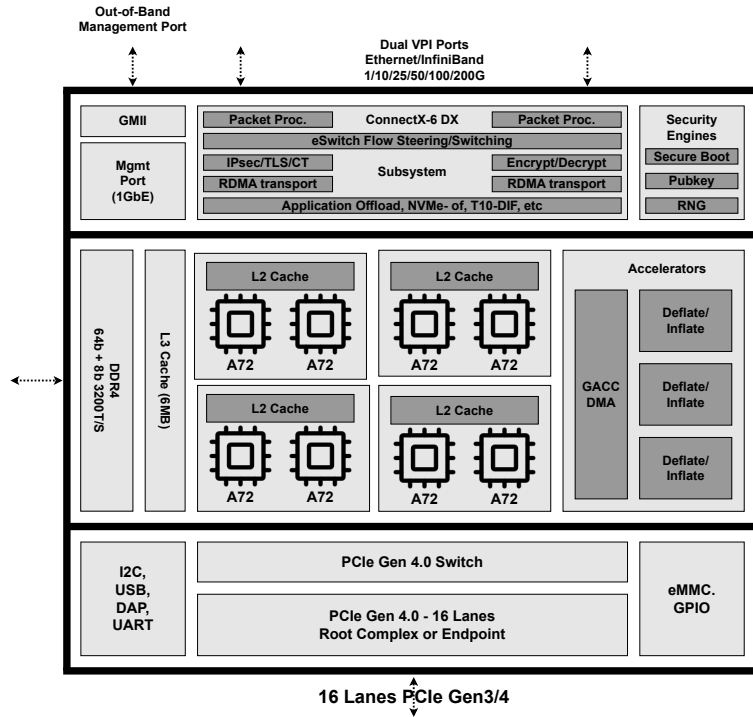 Out-of-Band
Management Port
Dual VPI Ports
Ethernet/InfiniBand
1/10/25/50/100/200G
GMII
Mgmt
Port
(1GbE)
Packet Proc.
ConnectX-6 DX
Packet Proc.
eSwitch Flow Steering/Switching
IPsec/TLS/CT
Subsystem
Encrypt/Decrypt
RDMA transport
RDMA transport
Application Offload, NVMe- of, T10-DIF, etc
Security
Engines
Secure Boot
Pubkey
RNG
DDR4
64b + 8b 3200T/S
L3 Cache (6MB)
L2 Cache
A72
A72
L2 Cache
A72
A72
L2 Cache
A72
A72
L2 Cache
A72
A72
Accelerators
GACC
DMA
Deflate/
Inflate
Deflate/
Inflate
Deflate/
Inflate
I2C,
USB,
DAP,
UART
PCIe Gen 4.0 Switch
PCIe Gen 4.0 - 16 Lanes
Root Complex or Endpoint
eMMC.
GPIO
16 Lanes PCIe Gen3/4